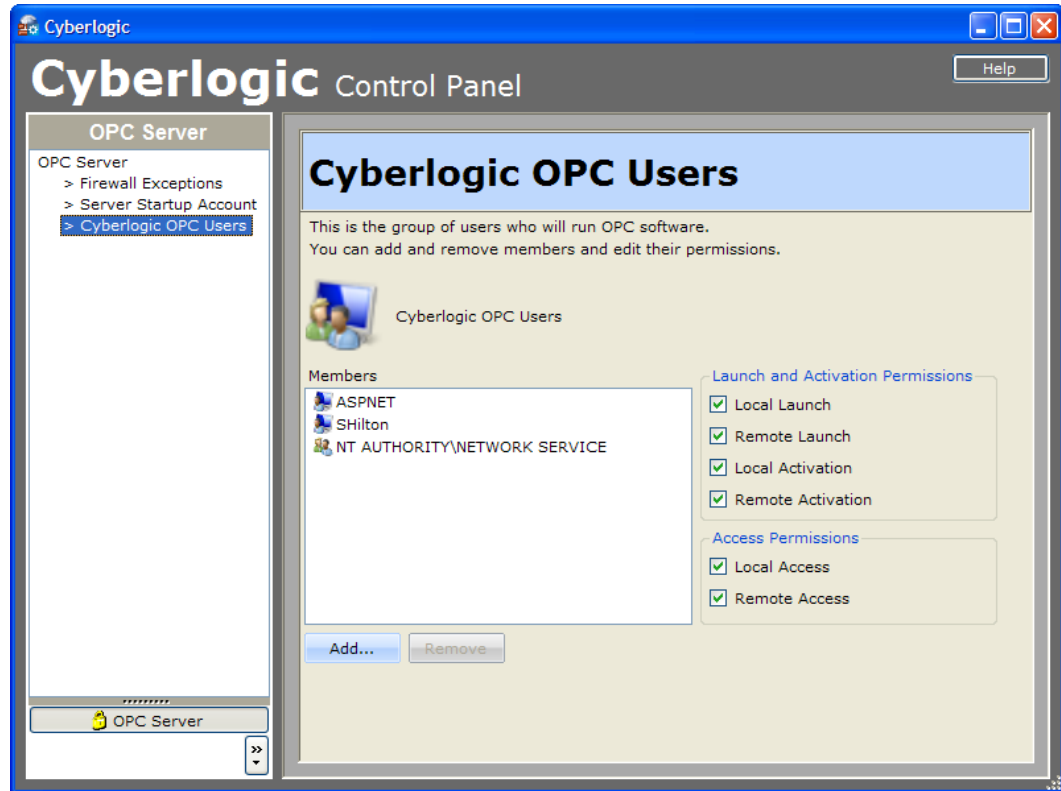 Cyberlogic
Cyberlogic Control Panel
Help
OPC Server
OPC Server
> Firewall Exceptions
> Server Startup Account
> Cyberlogic OPC Users
OPC Server
Cyberlogic OPC Users
This is the group of users who will run OPC software.
You can add and remove members and edit their permissions.
Cyberlogic OPC Users
Members
ASPNET
SHilton
NT AUTHORITY\NETWORK SERVICE
Add...
Remove
Launch and Activation Permissions
Local Launch
Remote Launch
Local Activation
Remote Activation
Access Permissions
Local Access
Remote Access